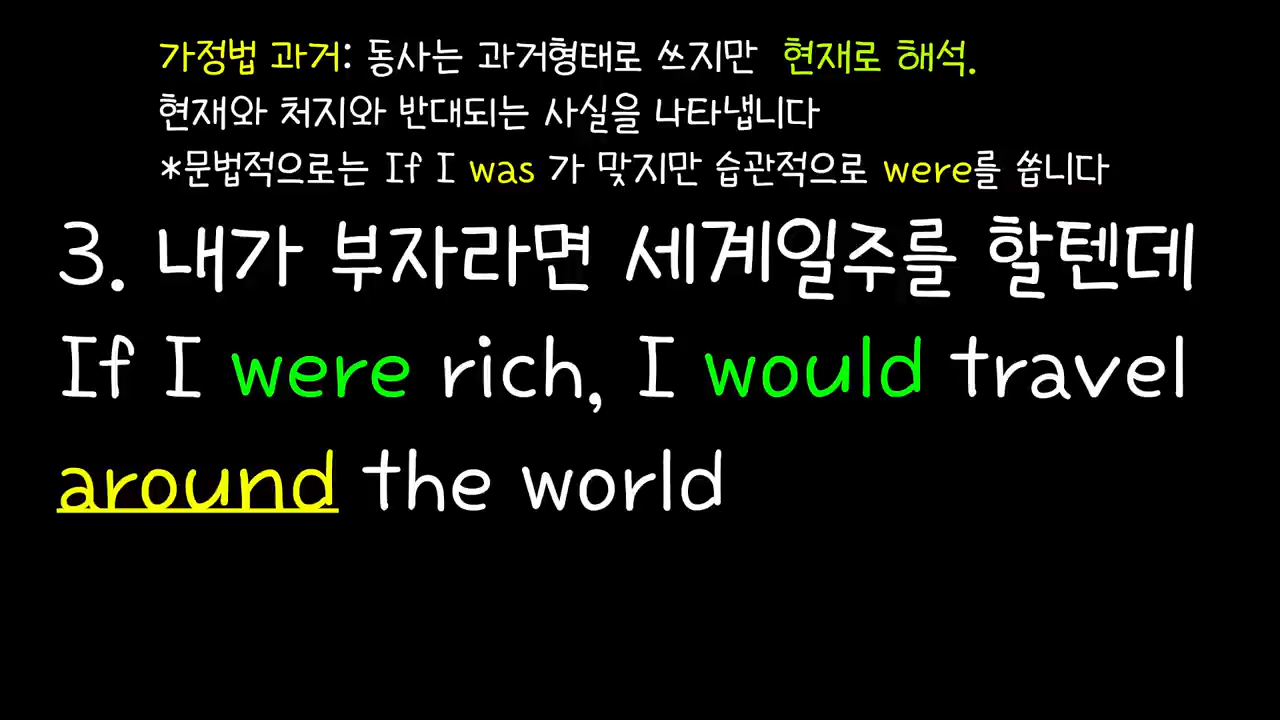 가정법 과거: 동사는 과거형태로 쓰지만 현재로 해석.
현재와 처지와 반대되는 사실을 나타냅니다
*문법적으로는 If I was 가 맞지만 습관적으로 were를 씁니다
3. 내가 부자라면 세계일주를 할텐데
If I were rich, I would travel
around the world